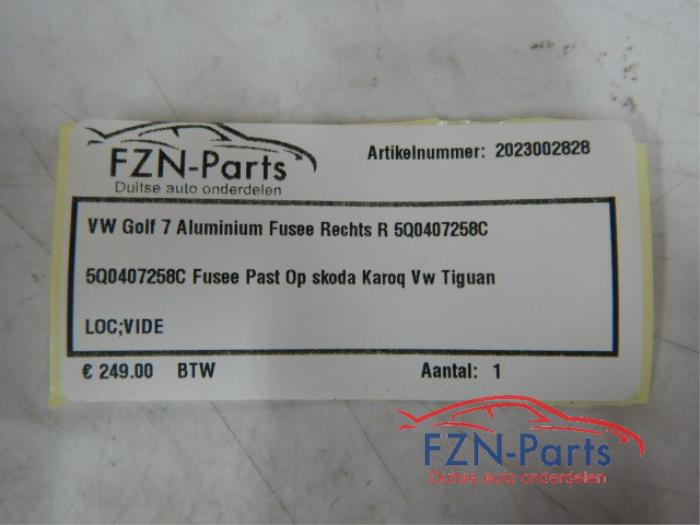 FZN-Parts
Duitse auto onderdelen
Artikelnummer: 2023002828
VW Golf 7 Aluminium Fusee Rechts R 5Q0407258C
5Q0407258C Fusee Past Op skoda Karoq Vw Tiguan
LOC;VIDE
€ 249.00 BTW
Aantal: 1
FZN-Parts
Duitse auto onderdelen